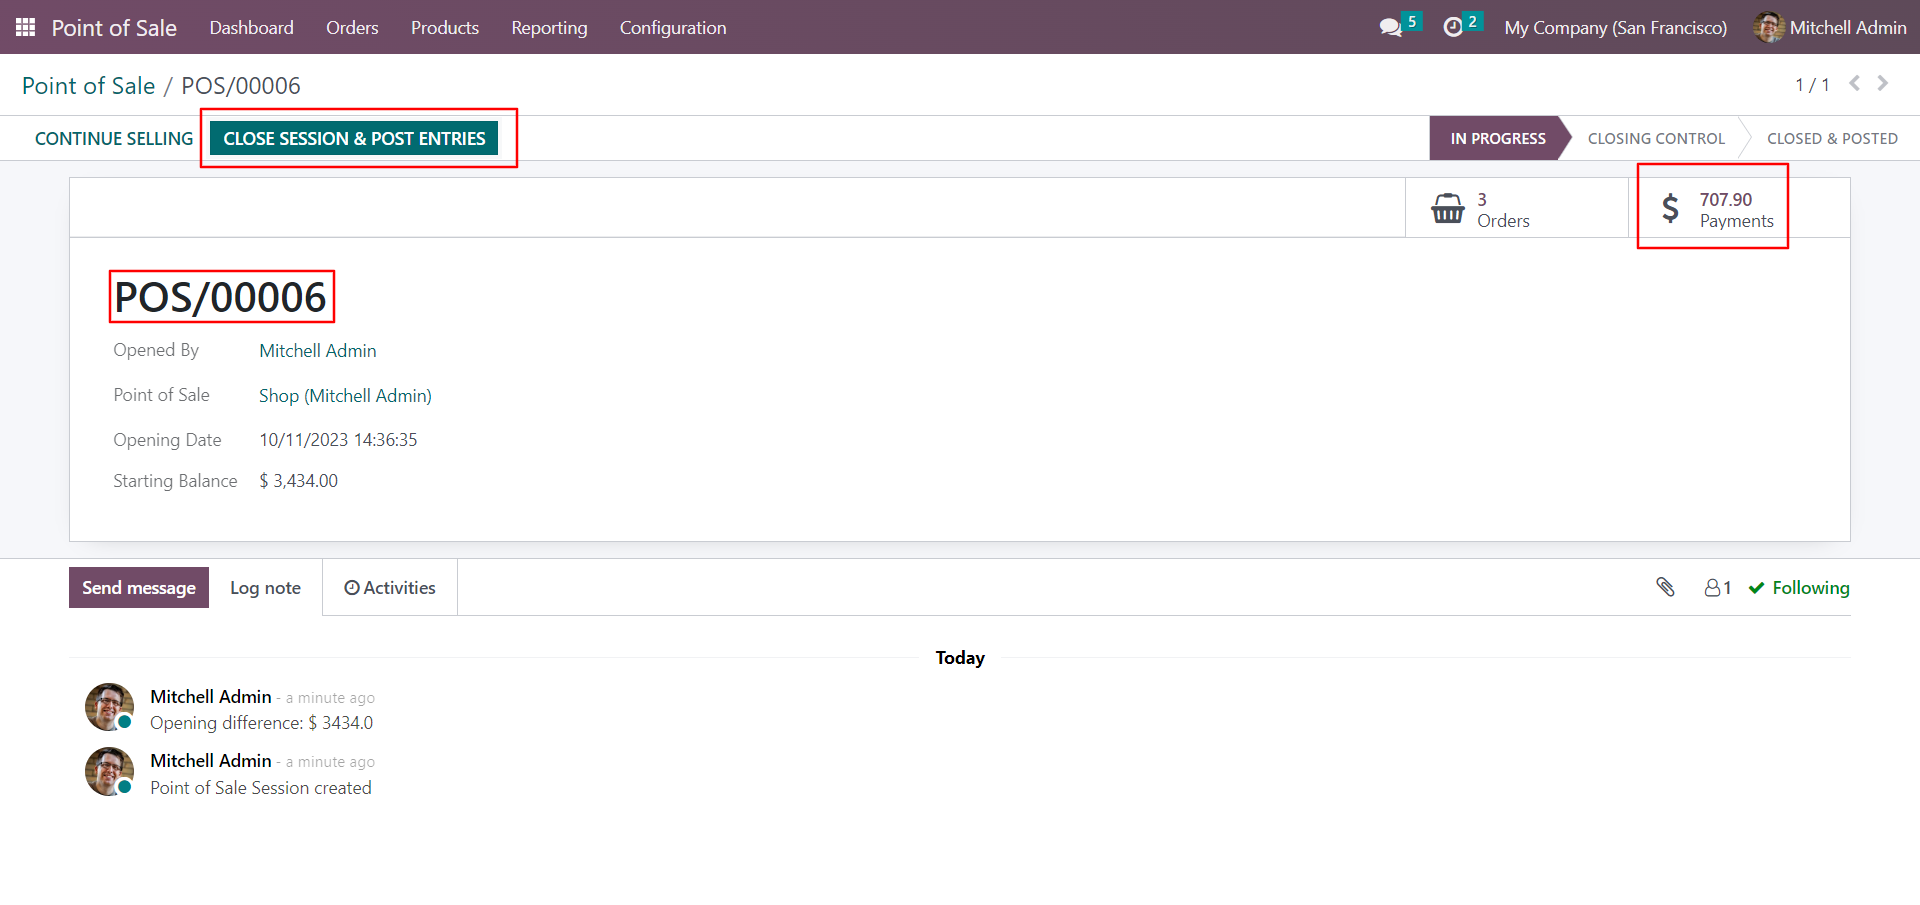 Point of Sale Dashboard Orders Products Reporting Configuration 5 2 My Company (San Francisco) Mitchell Admin
Point of Sale / POS/00006 1 / 1
CONTINUE SELLING CLOSE SESSION & POST ENTRIES IN PROGRESS CLOSING CONTROL CLOSED & POSTED
3
Orders
$ 707.90
Payments
POS/00006
Opened By Mitchell Admin
Point of Sale Shop (Mitchell Admin)
Opening Date 10/11/2023 14:36:35
Starting Balance $ 3,434.00
Send message Log note Activities 1 Following
Today
Mitchell Admin - a minute ago
Opening difference: $ 3434.0
Mitchell Admin - a minute ago
Point of Sale Session created